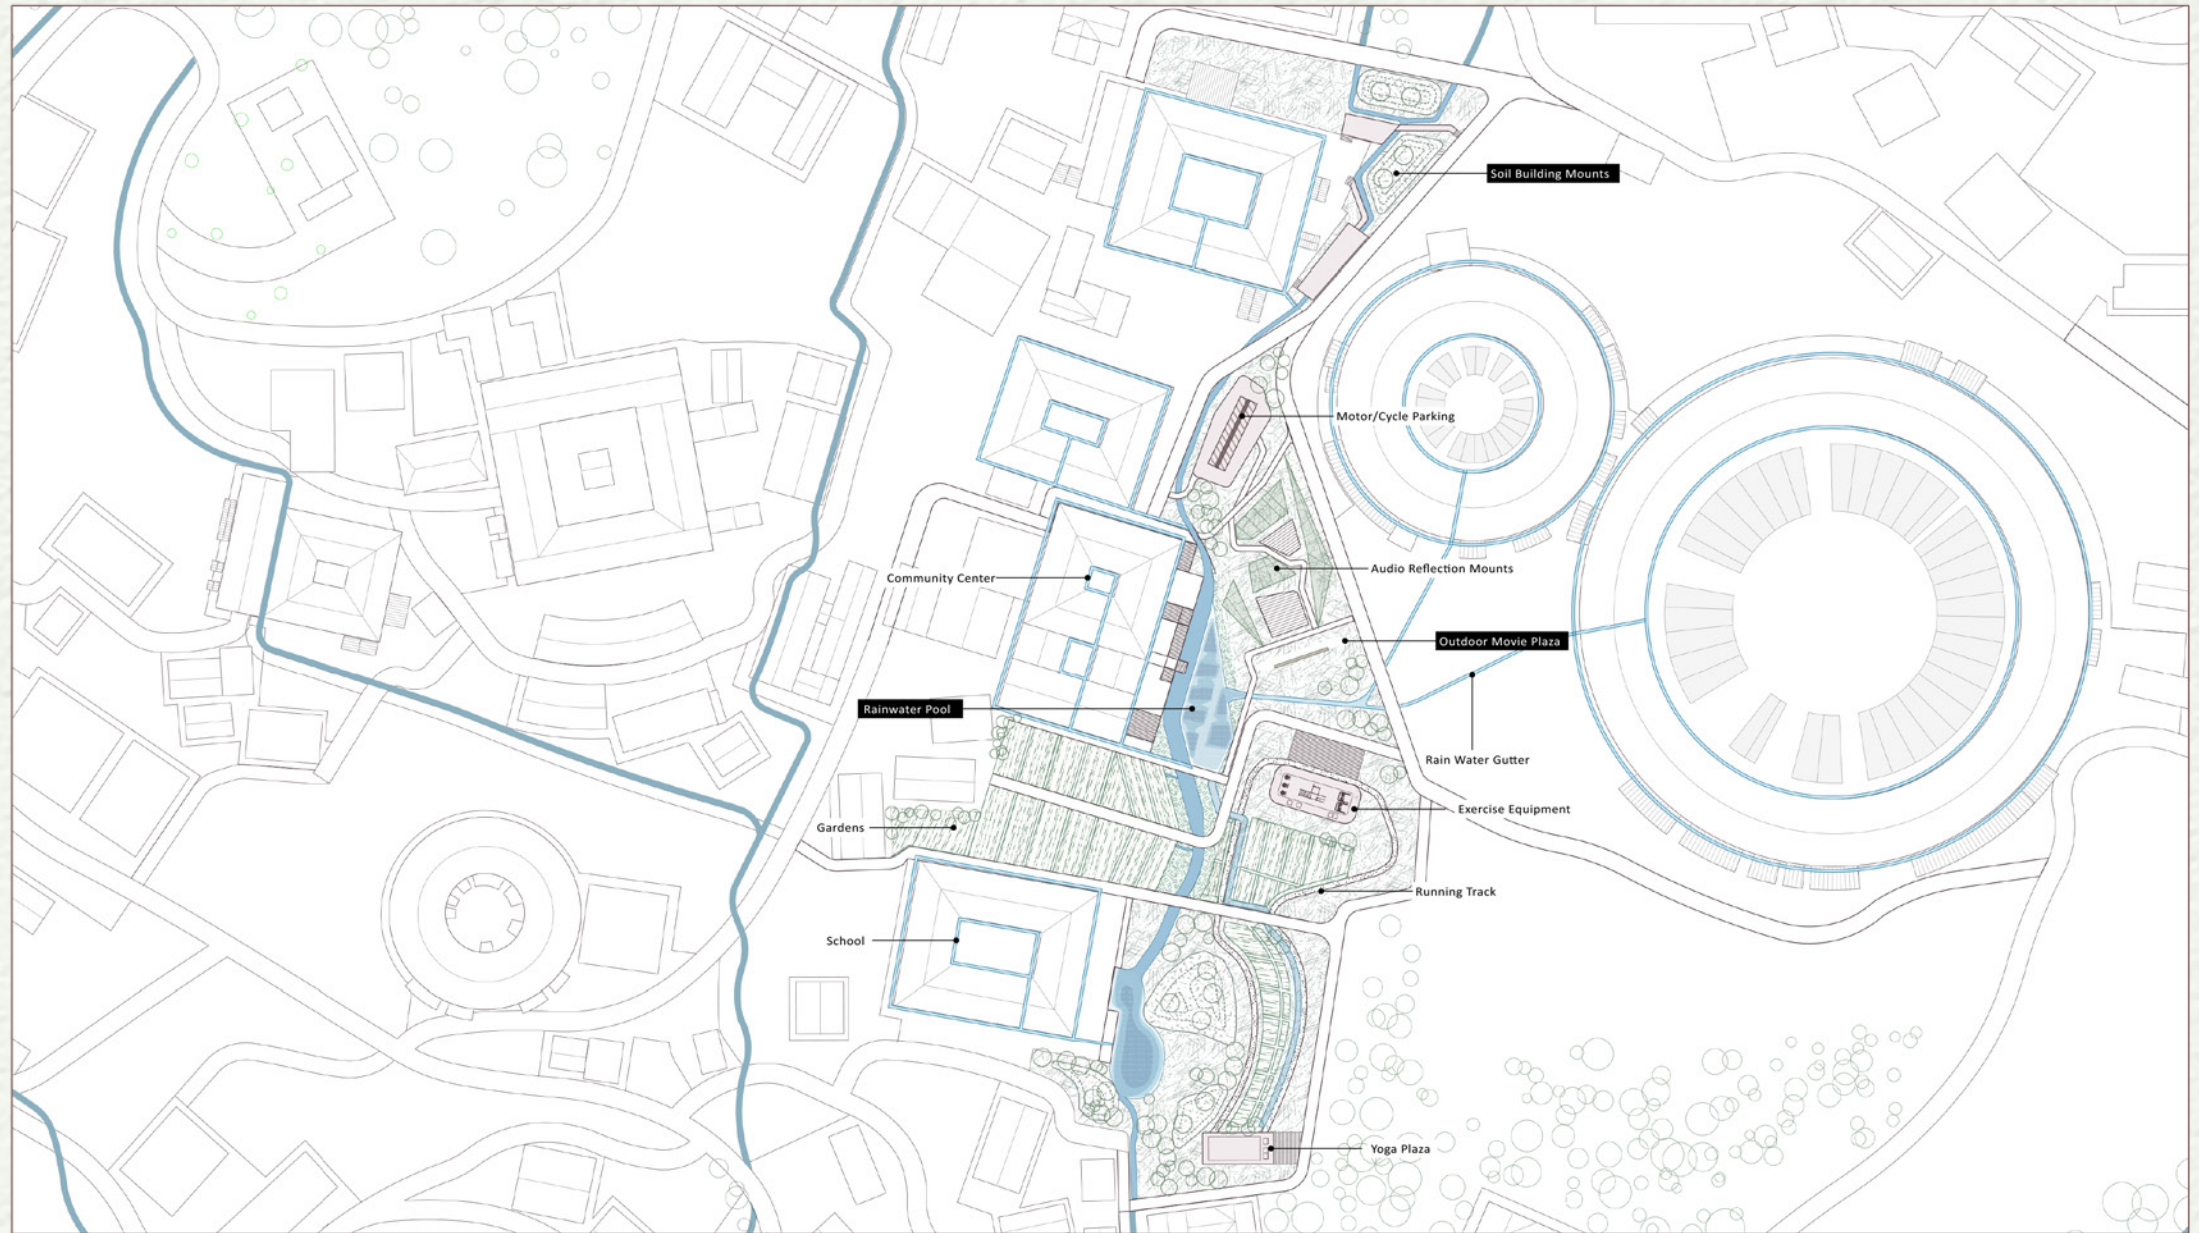 Soil Building Mounts
Motor/Cycle Parking
Audio Reflection Mounts
Community Center
Outdoor Movie Plaza
Rainwater Pool
Rain Water Gutter
Exercise Equipment
Gardens
Running Track
School
Yoga Plaza